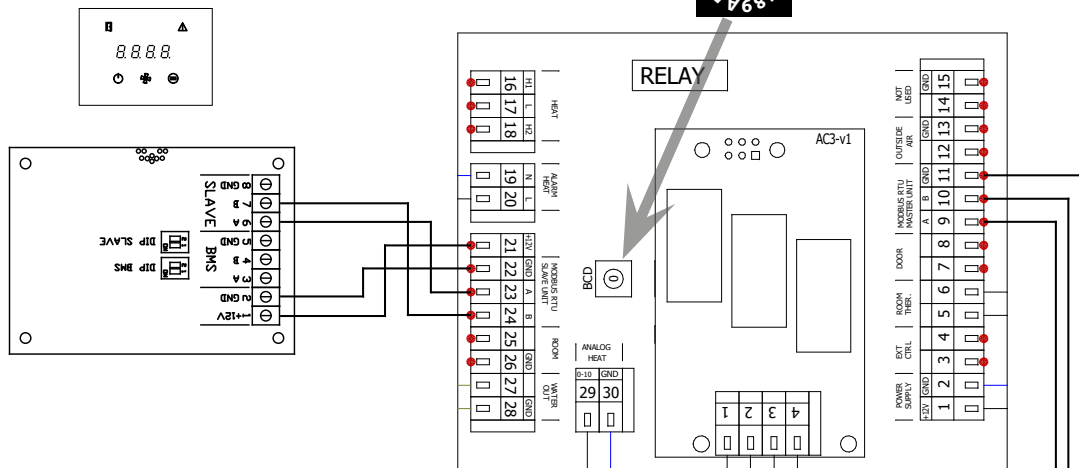 8.8.8.8.
RELAY
AC3-v1
BCD
0
16 H1
17 L
18 H2
HEAT
19 N
20 L
ALARM
HEAT
21 +12V
22 GND
23 A
24 B
MODBUS RTU
SLAVE UNIT
25
26 GND
ROOM
27
28 GND
WATER
OUT
ANALOG
HEAT
0-10 GND
29 30
1 2 3 4
NOT
USED
GND 15
14
OUTSIDE
AIR
GND 13
12
MODBUS RTU
MASTER UNIT
GND 11
B 10
A 9
DOOR
8
7
ROOM
THER.
6
5
EXT
CTRL
4
3
POWER
SUPPLY
GND 2
+12V 1
SLAVE
8 GND
7 B
6 A
BMS
5 GND
4 B
3 A
2 GND
1 +12V
DIP SLAVE
DIP BMS